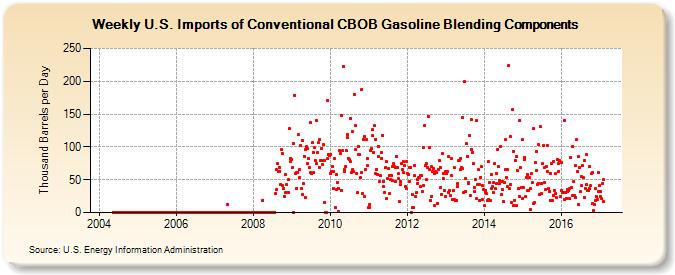 Weekly U.S. Imports of Conventional CBOB Gasoline Blending Components
Thousand Barrels per Day
250
200
150
100
50
0
2004 2006 2008 2010 2012 2014 2016
Source: U.S. Energy Information Administration